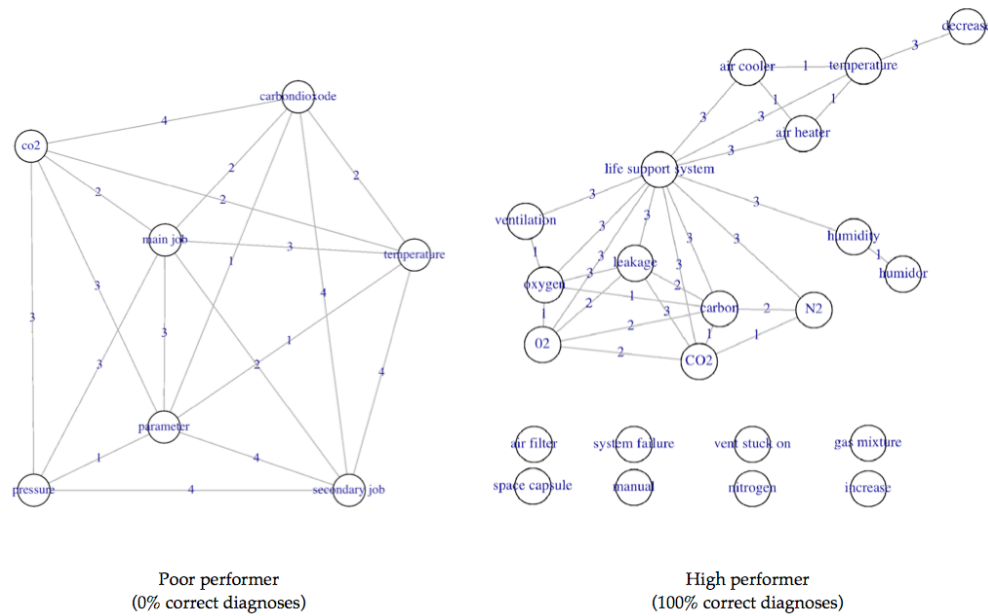 decrease
3
air cooler
1
temperature
1
1
3
3
air heater
3
carbondioxode
4
co2
2
2
2
2
main job
3
temperature
1
3
3
4
3
3
2
1
4
parameter
1
4
pressure
4
secondary job
life support system
3
ventilation
3
3
3
3
3
humidity
1
humidor
1
leakage
3
3
3
oxygen
2
1
2
3
carbon
2
N2
1
02
2
1
1
2
CO2
air filter
system failure
vent stuck on
gas mixture
space capsule
manual
nitrogen
increase
Poor performer
(0% correct diagnoses)
High performer
(100% correct diagnoses)